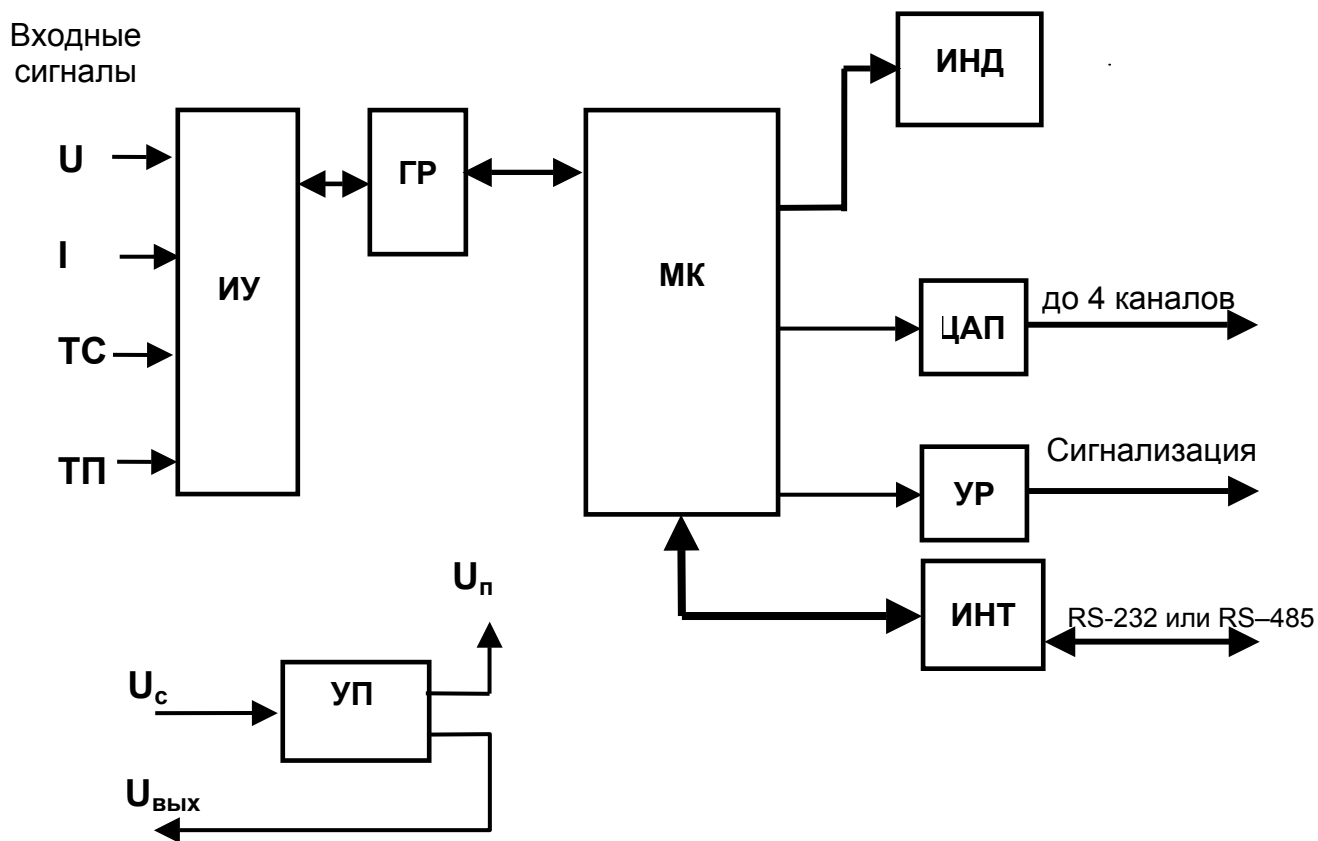 Входные
сигналы
U
I
ТС
ТП
ИУ
ГР
МК
ИНД
ЦАП
до 4 каналов
УР
Сигнализация
ИНТ
RS-232 или RS–485
Uп
Uс
УП
Uвых